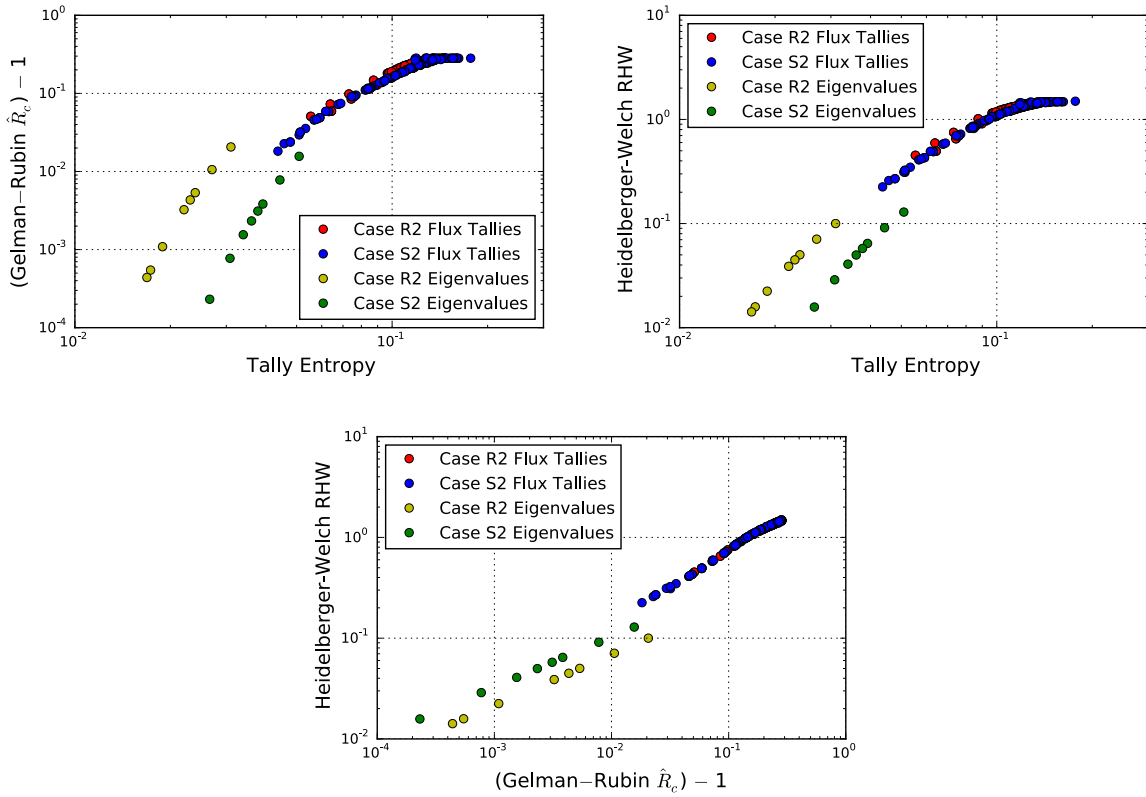 10^0
10^-1
10^-2
10^-3
10^-4
10^-2
10^-1
(Gelman−Rubin R̂_c) − 1
Tally Entropy
Case R2 Flux Tallies
Case S2 Flux Tallies
Case R2 Eigenvalues
Case S2 Eigenvalues
10^1
10^0
10^-1
10^-2
10^-2
10^-1
Heidelberger-Welch RHW
Tally Entropy
Case R2 Flux Tallies
Case S2 Flux Tallies
Case R2 Eigenvalues
Case S2 Eigenvalues
10^1
10^0
10^-1
10^-2
10^-4
10^-3
10^-2
10^-1
10^0
Heidelberger-Welch RHW
(Gelman−Rubin R̂_c) − 1
Case R2 Flux Tallies
Case S2 Flux Tallies
Case R2 Eigenvalues
Case S2 Eigenvalues